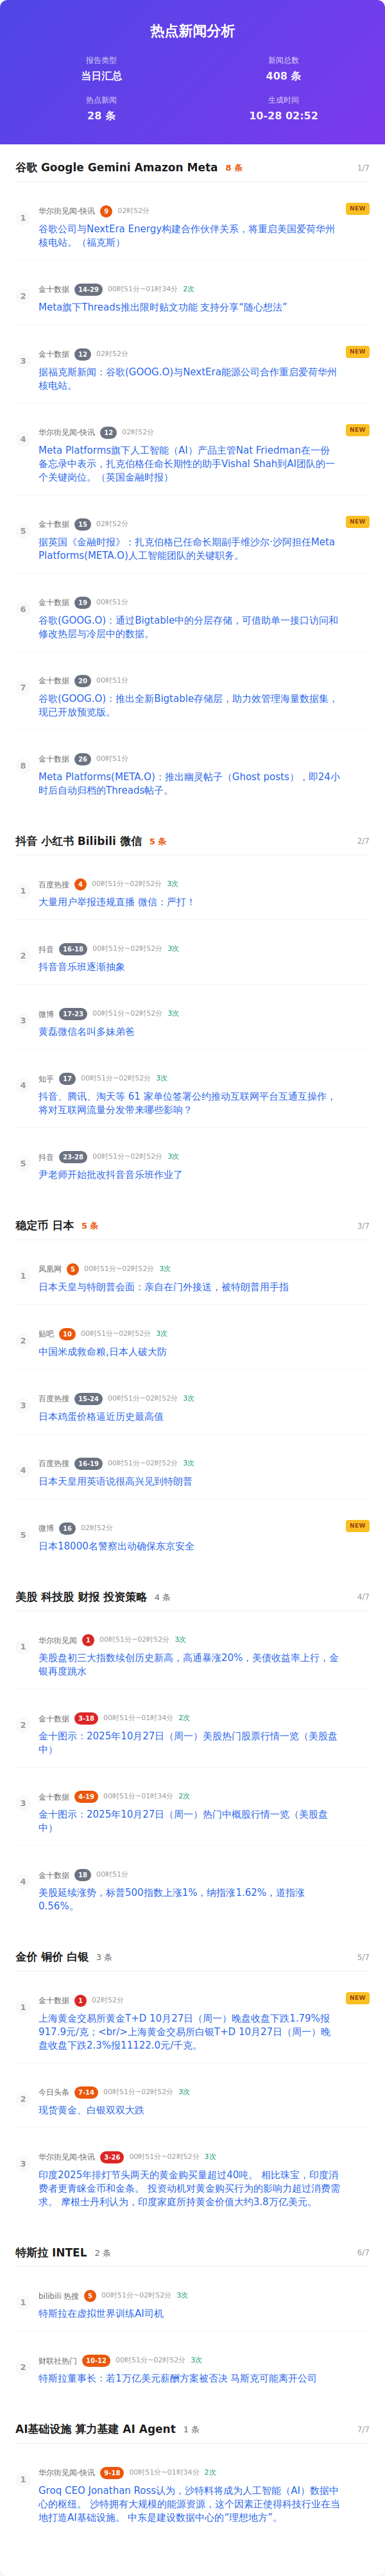 热点新闻分析
报告类型
当日汇总
新闻总数
408 条
热点新闻
28 条
生成时间
10-28 02:52
谷歌 Google Gemini Amazon Meta 8 条 1/7
1 华尔街见闻-快讯 9 02时52分 NEW
谷歌公司与NextEra Energy构建合作伙伴关系，将重启美国爱荷华州
核电站。（福克斯）
2 金十数据 14-29 00时51分~01时34分 2次
Meta旗下Threads推出限时贴文功能 支持分享“随心想法”
3 金十数据 12 02时52分 NEW
据福克斯新闻：谷歌(GOOG.O)与NextEra能源公司合作重启爱荷华州
核电站。
4 华尔街见闻-快讯 12 02时52分 NEW
Meta Platforms旗下人工智能（AI）产品主管Nat Friedman在一份
备忘录中表示，扎克伯格任命长期性的助手Vishal Shah到AI团队的一
个关键岗位。（英国金融时报）
5 金十数据 15 02时52分 NEW
据英国《金融时报》：扎克伯格已任命长期副手维沙尔·沙阿担任Meta
Platforms(META.O)人工智能团队的关键职务。
6 金十数据 19 00时51分
谷歌(GOOG.O)：通过Bigtable中的分层存储，可借助单一接口访问和
修改热层与冷层中的数据。
7 金十数据 20 00时51分
谷歌(GOOG.O)：推出全新Bigtable存储层，助力效管理海量数据集，
现已开放预览版。
8 金十数据 26 00时51分
Meta Platforms(META.O)：推出幽灵帖子（Ghost posts），即24小
时后自动归档的Threads帖子。
抖音 小红书 Bilibili 微信 5 条 2/7
1 百度热搜 4 00时51分~02时52分 3次
大量用户举报违规直播 微信：严打！
2 抖音 16-18 00时51分~02时52分 3次
抖音音乐班逐渐抽象
3 微博 17-23 00时51分~02时52分 3次
黄磊微信名叫多妹弟爸
4 知乎 17 00时51分~02时52分 3次
抖音、腾讯、淘天等 61 家单位签署公约推动互联网平台互通互操作，
将对互联网流量分发带来哪些影响？
5 抖音 23-28 00时51分~02时52分 3次
尹老师开始批改抖音音乐班作业了
稳定币 日本 5 条 3/7
1 凤凰网 5 00时51分~02时52分 3次
日本天皇与特朗普会面：亲自在门外接送，被特朗普用手指
2 贴吧 10 00时51分~02时52分 3次
中国米成救命粮,日本人破大防
3 百度热搜 15-24 00时51分~02时52分 3次
日本鸡蛋价格逼近历史最高值
4 百度热搜 16-19 00时51分~02时52分 3次
日本天皇用英语说很高兴见到特朗普
5 微博 16 02时52分 NEW
日本18000名警察出动确保东京安全
美股 科技股 财报 投资策略 4 条 4/7
1 华尔街见闻 1 00时51分~02时52分 3次
美股盘初三大指数续创历史新高，高通暴涨20%，美债收益率上行，金
银再度跳水
2 金十数据 3-18 00时51分~01时34分 2次
金十图示：2025年10月27日（周一）美股热门股票行情一览（美股盘
中）
3 金十数据 4-19 00时51分~01时34分 2次
金十图示：2025年10月27日（周一）热门中概股行情一览（美股盘
中）
4 金十数据 18 00时51分
美股延续涨势，标普500指数上涨1%，纳指涨1.62%，道指涨
0.56%。
金价 铜价 白银 3 条 5/7
1 金十数据 1 02时52分 NEW
上海黄金交易所黄金T+D 10月27日（周一）晚盘收盘下跌1.79%报
917.9元/克；<br/>上海黄金交易所白银T+D 10月27日（周一）晚
盘收盘下跌2.3%报11122.0元/千克。
2 今日头条 7-14 00时51分~02时52分 3次
现货黄金、白银双双大跌
3 华尔街见闻-快讯 3-26 00时51分~02时52分 3次
印度2025年排灯节头两天的黄金购买量超过40吨。 相比珠宝，印度消
费者更青睐金币和金条。 投资动机对黄金购买行为的影响力超过消费需
求。 摩根士丹利认为，印度家庭所持黄金价值大约3.8万亿美元。
特斯拉 INTEL 2 条 6/7
1 bilibili 热搜 5 00时51分~02时52分 3次
特斯拉在虚拟世界训练AI司机
2 财联社热门 10-12 00时51分~02时52分 3次
特斯拉董事长：若1万亿美元薪酬方案被否决 马斯克可能离开公司
AI基础设施 算力基建 AI Agent 1 条 7/7
1 华尔街见闻-快讯 9-18 00时51分~01时34分 2次
Groq CEO Jonathan Ross认为，沙特料将成为人工智能（AI）数据中
心的枢纽。 沙特拥有大规模的能源资源，这个因素正使得科技行业在当
地打造AI基础设施。 中东是建设数据中心的“理想地方”。